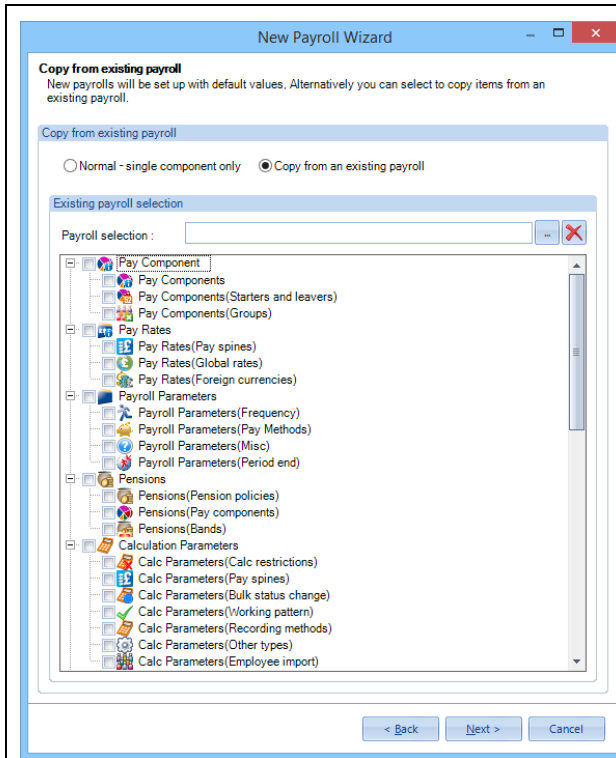 New Payroll Wizard
Copy from existing payroll
New payrolls will be set up with default values, Alternatively you can select to copy items from an
existing payroll.
Copy from existing payroll
Normal - single component only Copy from an existing payroll
Existing payroll selection
Payroll selection : ...
Pay Component
Pay Components
Pay Components(Starters and leavers)
Pay Components(Groups)
Pay Rates
Pay Rates(Pay spines)
Pay Rates(Global rates)
Pay Rates(Foreign currencies)
Payroll Parameters
Payroll Parameters(Frequency)
Payroll Parameters(Pay Methods)
Payroll Parameters(Misc)
Payroll Parameters(Period end)
Pensions
Pensions(Pension policies)
Pensions(Pay components)
Pensions(Bands)
Calculation Parameters
Calc Parameters(Calc restrictions)
Calc Parameters(Pay spines)
Calc Parameters(Bulk status change)
Calc Parameters(Working pattern)
Calc Parameters(Recording methods)
Calc Parameters(Other types)
Calc Parameters(Employee import)
< Back Next > Cancel